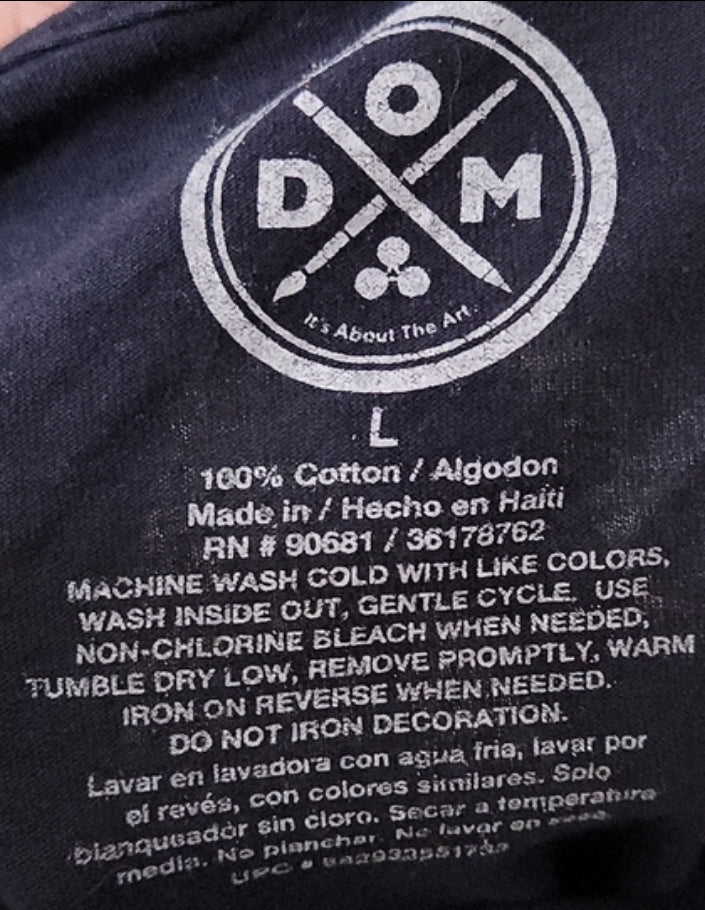 D O M
It's About The Art.
L
100% Cotton / Algodon
Made in / Hecho en Haiti
RN # 90681 / 36178762
MACHINE WASH COLD WITH LIKE COLORS,
WASH INSIDE OUT, GENTLE CYCLE. USE
NON-CHLORINE BLEACH WHEN NEEDED,
TUMBLE DRY LOW, REMOVE PROMPTLY, WARM
IRON ON REVERSE WHEN NEEDED.
DO NOT IRON DECORATION.
Lavar en lavadora con agua fria, lavar por
el revés, con colores similares. Solo
blanqueador sin cloro. Secar a temperatura
media. No planchar. No lavar en
UPC #